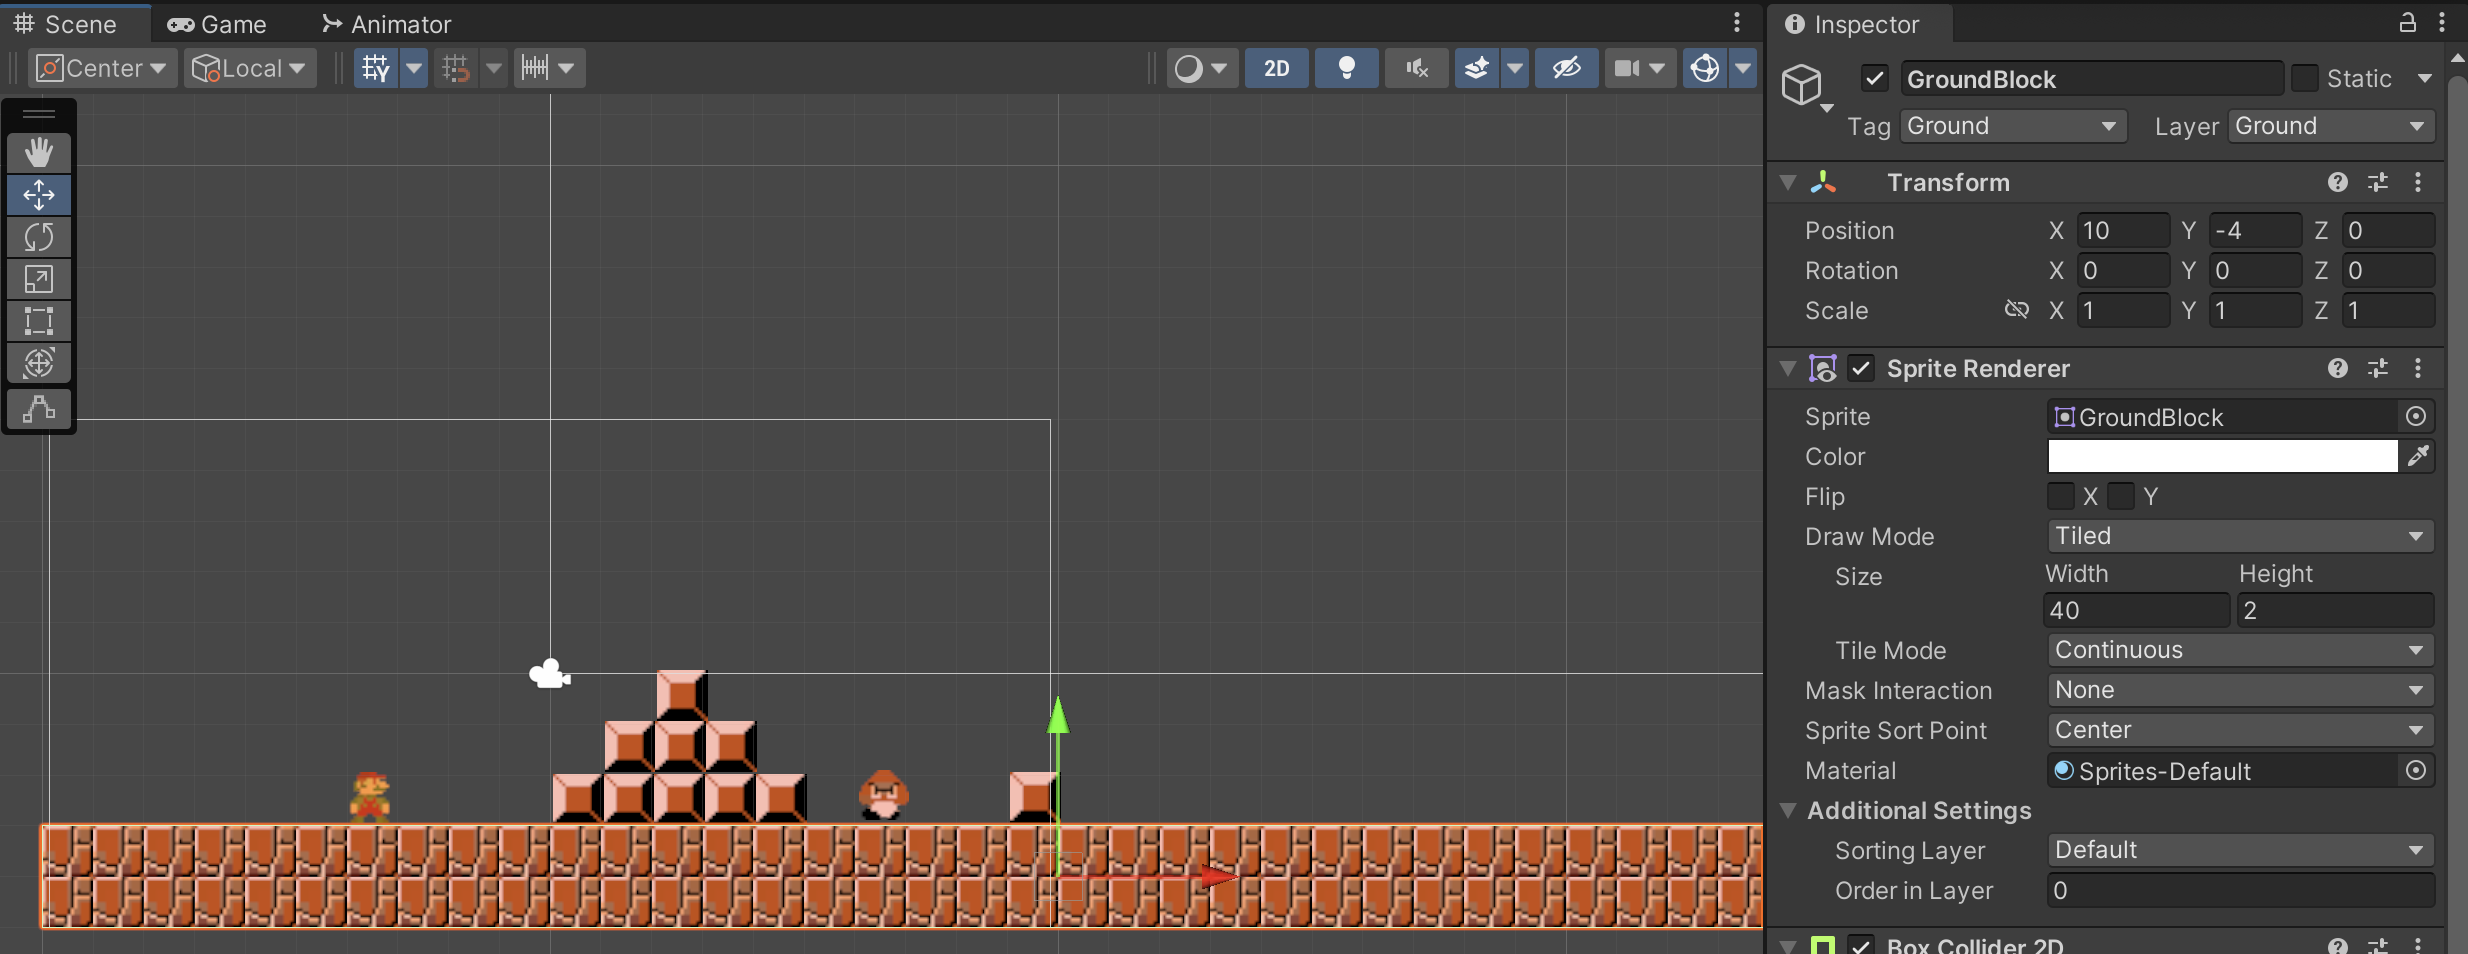 Scene Game Animator
Center Local 2D
Inspector
GroundBlock Static
Tag Ground Layer Ground
Transform
Position X 10 Y -4 Z 0
Rotation X 0 Y 0 Z 0
Scale X 1 Y 1 Z 1
Sprite Renderer
Sprite GroundBlock
Color
Flip X Y
Draw Mode Tiled
Size Width Height
40 2
Tile Mode Continuous
Mask Interaction None
Sprite Sort Point Center
Material Sprites-Default
Additional Settings
Sorting Layer Default
Order in Layer 0
Box Collider 2D